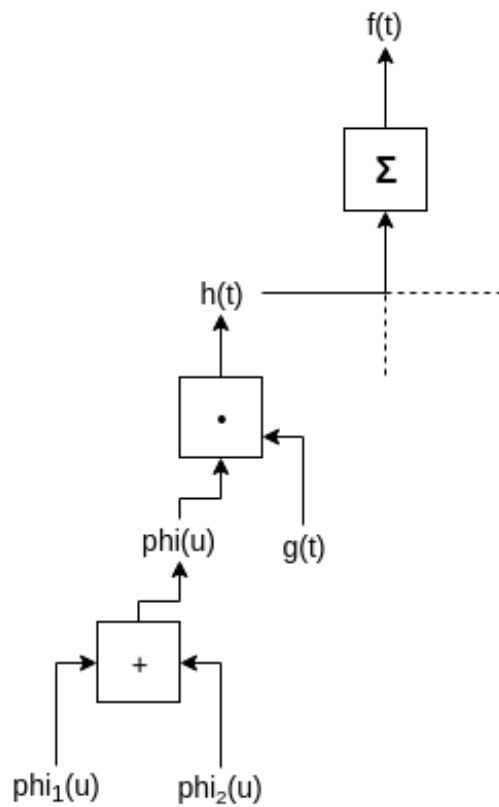 f(t)
Σ
h(t)
•
phi(u)
g(t)
+
phi₁(u)
phi₂(u)